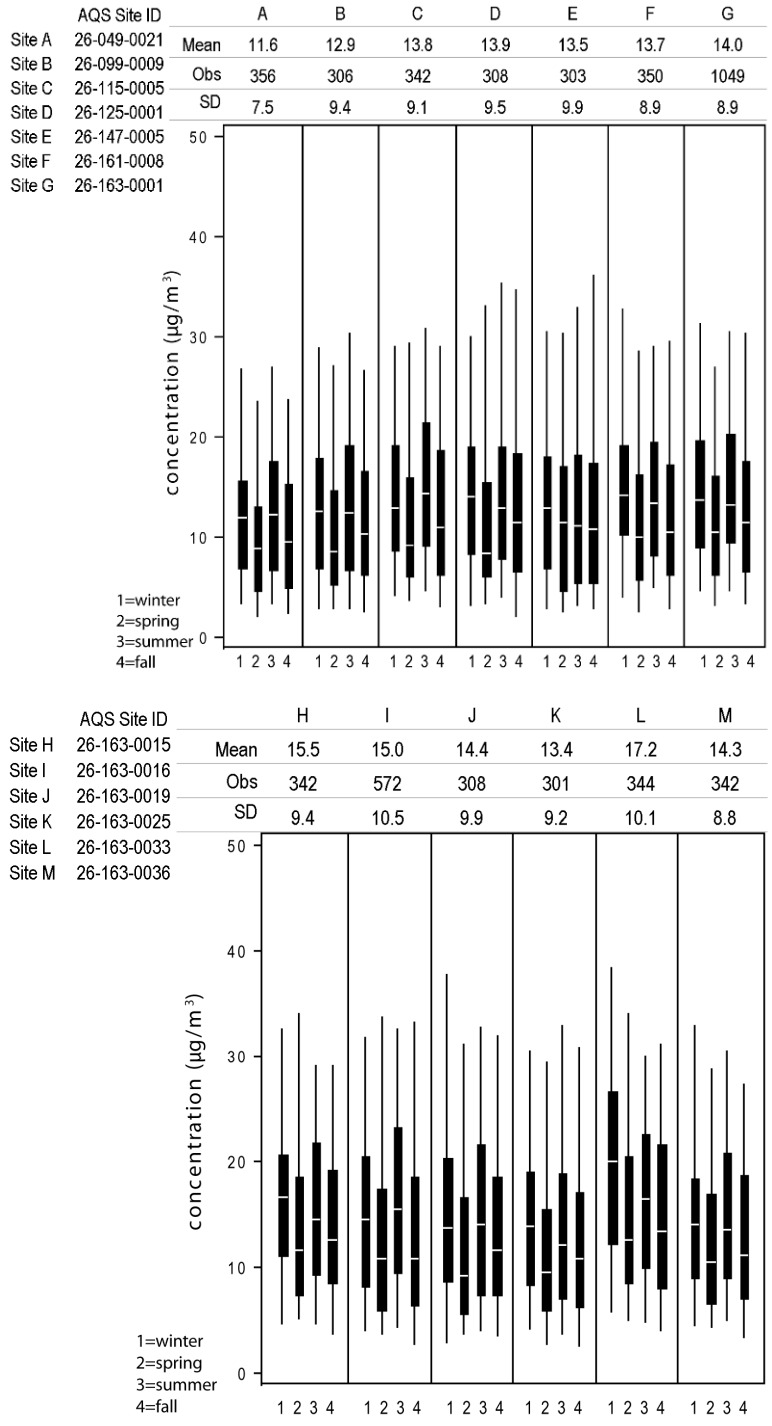 AQS Site ID A B C D E F G
Site A 26-049-0021
Mean 11.6 12.9 13.8 13.9 13.5 13.7 14.0
Site B 26-099-0009
Obs 356 306 342 308 303 350 1049
Site C 26-115-0005
SD 7.5 9.4 9.1 9.5 9.9 8.9 8.9
Site D 26-125-0001
Site E 26-147-0005
Site F 26-161-0008
Site G 26-163-0001
50
40
30
20
10
0
concentration (µg/m³)
1=winter
2=spring
3=summer
4=fall
1 2 3 4 1 2 3 4 1 2 3 4 1 2 3 4 1 2 3 4 1 2 3 4 1 2 3 4
AQS Site ID H I J K L M
Site H 26-163-0015
Mean 15.5 15.0 14.4 13.4 17.2 14.3
Site I 26-163-0016
Obs 342 572 308 301 344 342
Site J 26-163-0019
SD 9.4 10.5 9.9 9.2 10.1 8.8
Site K 26-163-0025
Site L 26-163-0033
Site M 26-163-0036
50
40
30
20
10
0
concentration (µg/m³)
1=winter
2=spring
3=summer
4=fall
1 2 3 4 1 2 3 4 1 2 3 4 1 2 3 4 1 2 3 4 1 2 3 4